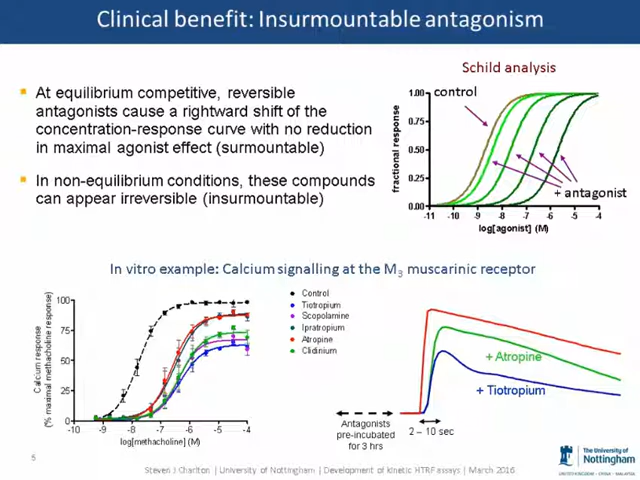 Clinical benefit: Insurmountable antagonism
At equilibrium competitive, reversible
antagonists cause a rightward shift of the
concentration-response curve with no reduction
in maximal agonist effect (surmountable)
In non-equilibrium conditions, these compounds
can appear irreversible (insurmountable)
Schild analysis
fractional response
1.00
0.75
0.50
0.25
0.00
control
+ antagonist
-11 -10 -9 -8 -7 -6 -5 -4
log[agonist] (M)
In vitro example: Calcium signalling at the M3 muscarinic receptor
Calcium response
(% maximal methacholine response)
100
75
50
25
0
-10 -9 -8 -7 -6 -5 -4
log[methacholine] (M)
Control
Tiotropium
Scopolamine
Ipratropium
Atropine
Clidinium
+ Atropine
+ Tiotropium
Antagonists
pre-incubated
for 3 hrs
2 – 10 sec
5
Steven J Charlton | University of Nottingham | Development of kinetic HTRF assays | March 2016
The University of
Nottingham
UNITED KINGDOM · CHINA · MALAYSIA